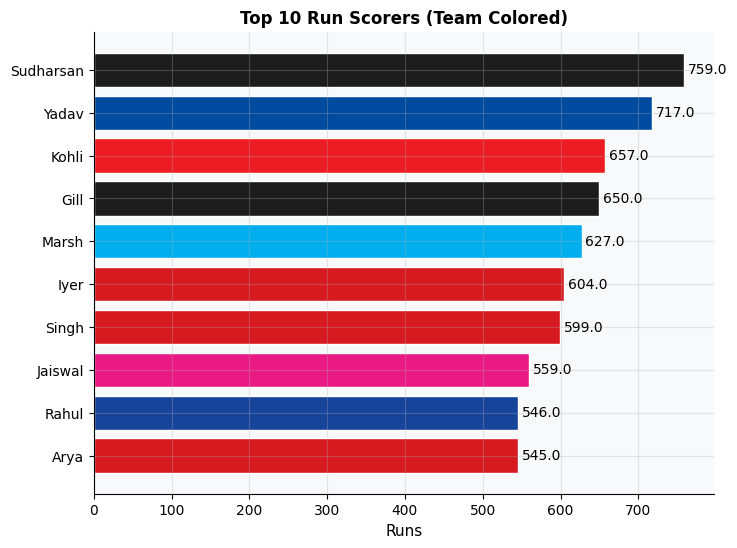 Top 10 Run Scorers (Team Colored)
Sudharsan 759.0
Yadav 717.0
Kohli 657.0
Gill 650.0
Marsh 627.0
Iyer 604.0
Singh 599.0
Jaiswal 559.0
Rahul 546.0
Arya 545.0
0 100 200 300 400 500 600 700
Runs